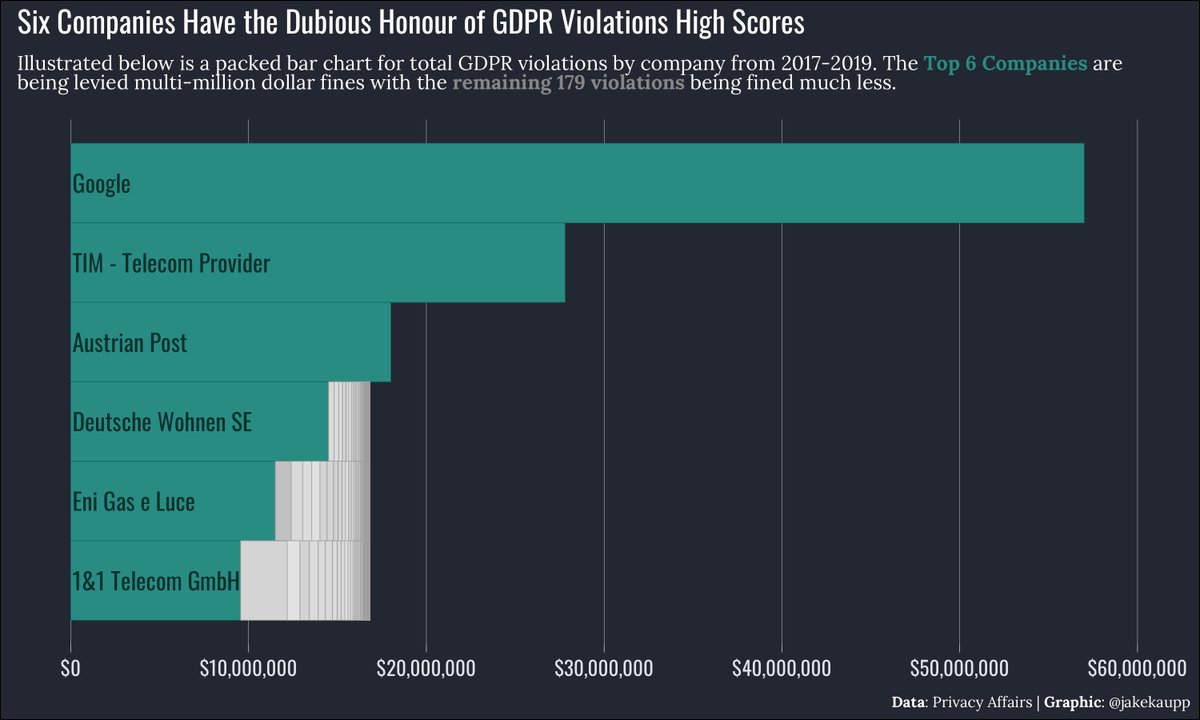 Six Companies Have the Dubious Honour of GDPR Violations High Scores
Illustrated below is a packed bar chart for total GDPR violations by company from 2017-2019. The Top 6 Companies are
being levied multi-million dollar fines with the remaining 179 violations being fined much less.
Google
TIM - Telecom Provider
Austrian Post
Deutsche Wohnen SE
Eni Gas e Luce
1&1 Telecom GmbH
$0 $10,000,000 $20,000,000 $30,000,000 $40,000,000 $50,000,000 $60,000,000
Data: Privacy Affairs | Graphic: @jakekaupp